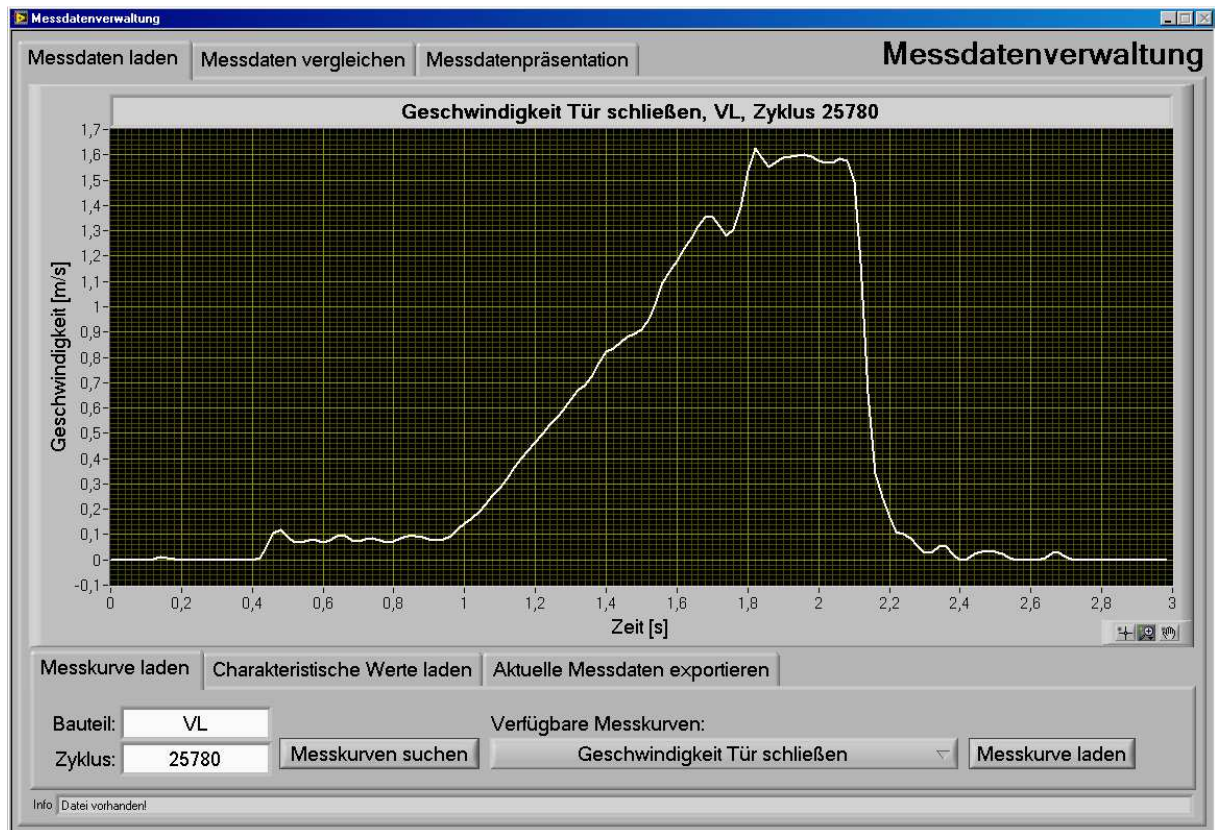 Messdatenverwaltung
Messdaten laden Messdaten vergleichen Messdatenpräsentation Messdatenverwaltung
Geschwindigkeit Tür schließen, VL, Zyklus 25780
1,7
1,6
1,5
1,4
1,3
1,2
1,1
1
0,9
0,8
0,7
0,6
0,5
0,4
0,3
0,2
0,1
0
-0,1
Geschwindigkeit [m/s]
0 0,2 0,4 0,6 0,8 1 1,2 1,4 1,6 1,8 2 2,2 2,4 2,6 2,8 3
Zeit [s]
Messkurve laden Charakteristische Werte laden Aktuelle Messdaten exportieren
Bauteil: VL Verfügbare Messkurven:
Zyklus: 25780 Messkurven suchen Geschwindigkeit Tür schließen Messkurve laden
Info Datei vorhanden!